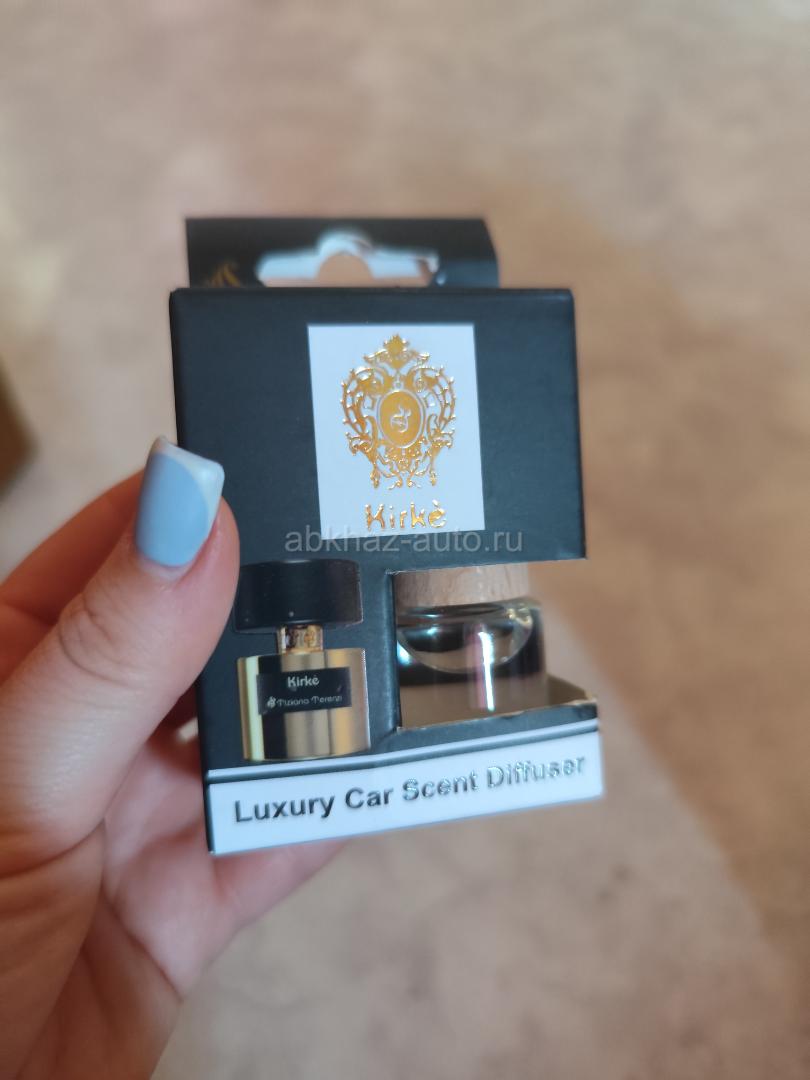 Kirkè
abkhaz-auto.ru
Kirkè
Tiziana Terenzi
Luxury Car Scent Diffuser